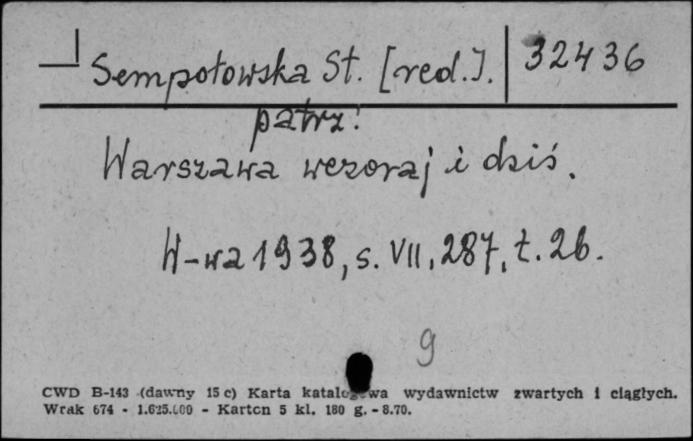 Sempołowska St. [red.]. 32436
patrz:
Warszawa wczoraj i dziś.
W-wa 1938, s. VII, 287, t. 26.
9
CWD B-143 (dawny 15 c) Karta katalogowa wydawnictw zwartych i ciągłych.
Wrak 674 - 1.625.000 - Karton 5 kl. 180 g. - 8.70.